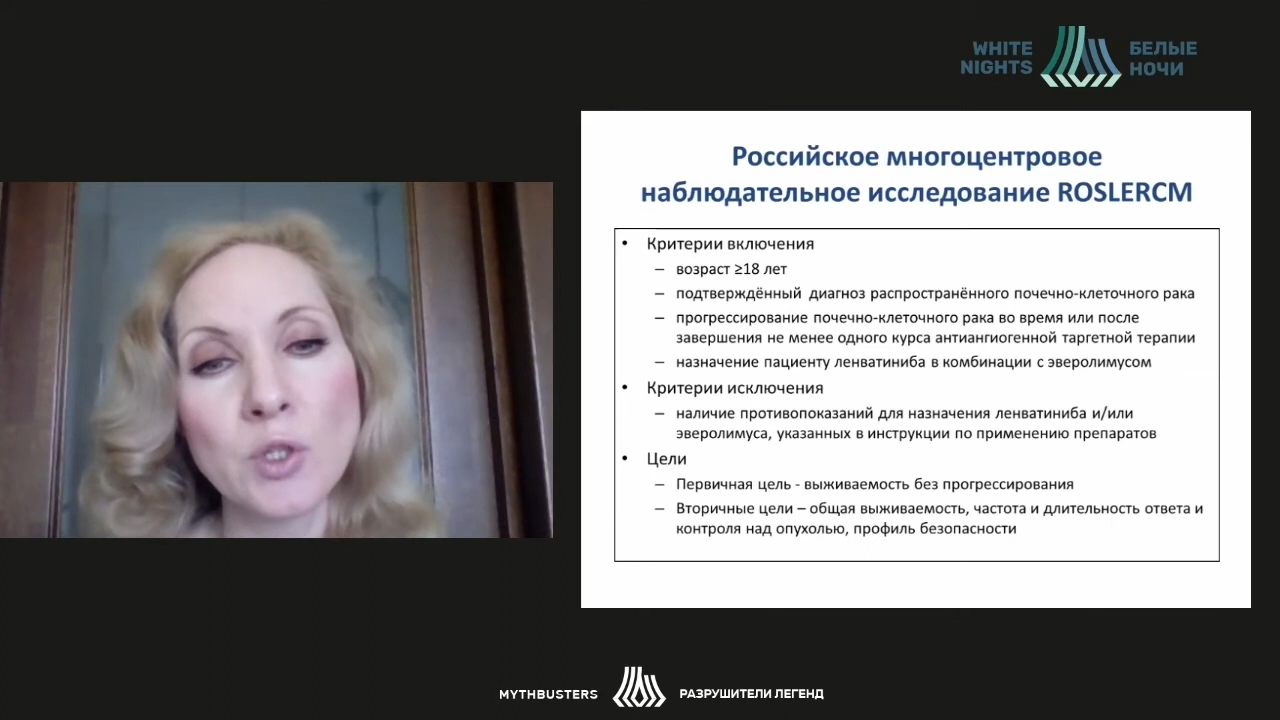 WHITE
NIGHTS
БЕЛЫЕ
НОЧИ
Российское многоцентровое
наблюдательное исследование ROSLERCM
• Критерии включения
– возраст ≥18 лет
– подтверждённый диагноз распространённого почечно-клеточного рака
– прогрессирование почечно-клеточного рака во время или после
завершения не менее одного курса антиангиогенной таргетной терапии
– назначение пациенту ленватиниба в комбинации с эверолимусом
• Критерии исключения
– наличие противопоказаний для назначения ленватиниба и/или
эверолимуса, указанных в инструкции по применению препаратов
• Цели
– Первичная цель - выживаемость без прогрессирования
– Вторичные цели – общая выживаемость, частота и длительность ответа и
контроля над опухолью, профиль безопасности
MYTHBUSTERS
РАЗРУШИТЕЛИ ЛЕГЕНД